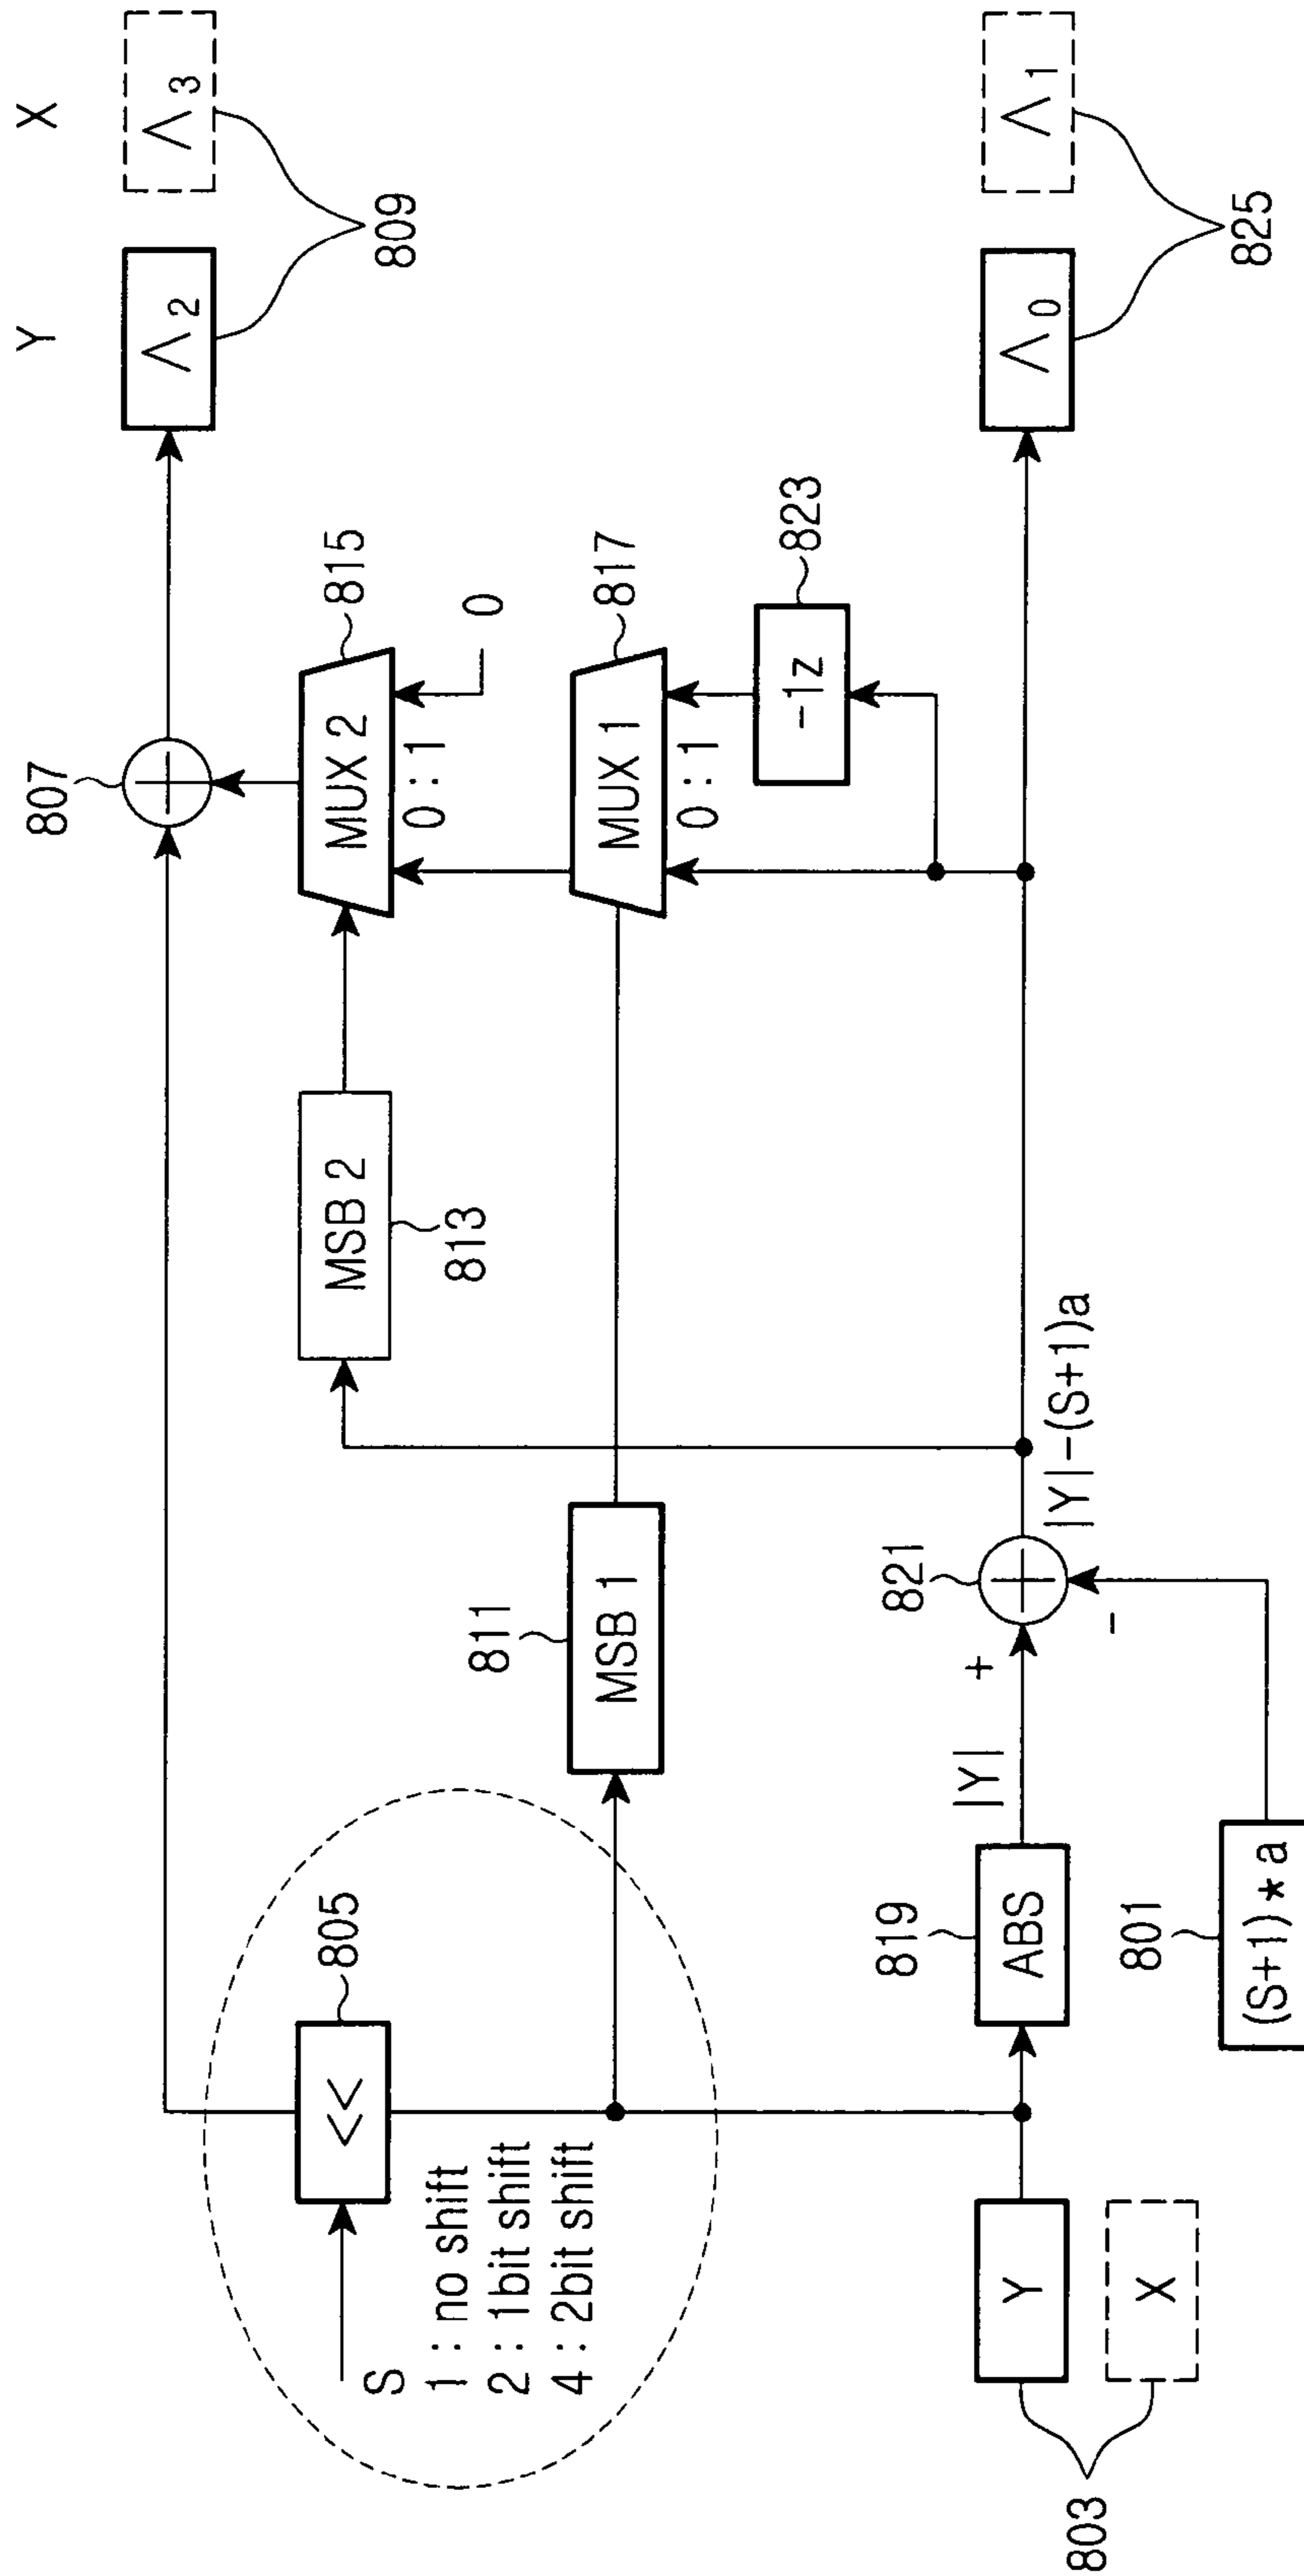 Y X
Λ2 Λ3
809
807
MUX 2
0 : 1
815
0
MSB 2
813
MUX 1
0 : 1
817
-1z
823
MSB 1
811
<<
805
S
1 : no shift
2 : 1bit shift
4 : 2bit shift
Y
X
803
ABS
819
|Y|
+
-
821
|Y|-(S+1)a
(S+1)*a
801
Λ0 Λ1
825